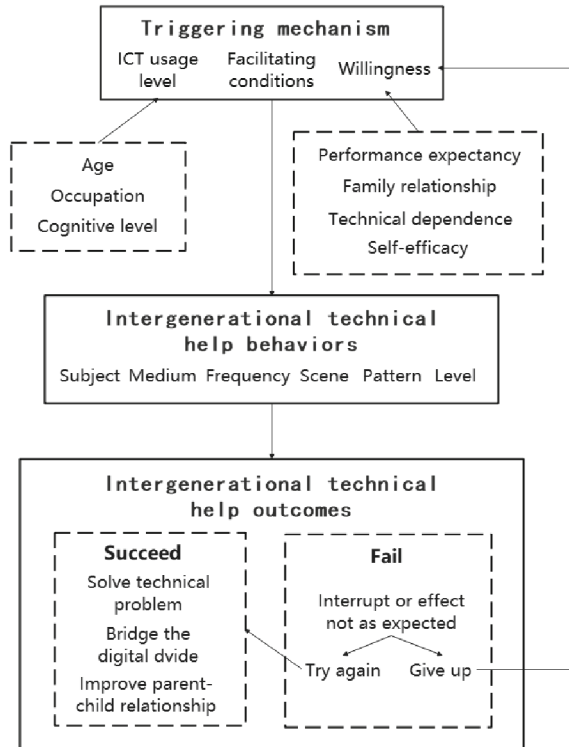 Triggering mechanism
ICT usage
level
Facilitating
conditions
Willingness
Age
Occupation
Cognitive level
Performance expectancy
Family relationship
Technical dependence
Self-efficacy
Intergenerational technical
help behaviors
Subject Medium Frequency Scene Pattern Level
Intergenerational technical
help outcomes
Succeed
Solve technical
problem
Bridge the
digital dvide
Improve parent-
child relationship
Fail
Interrupt or effect
not as expected
Try again
Give up